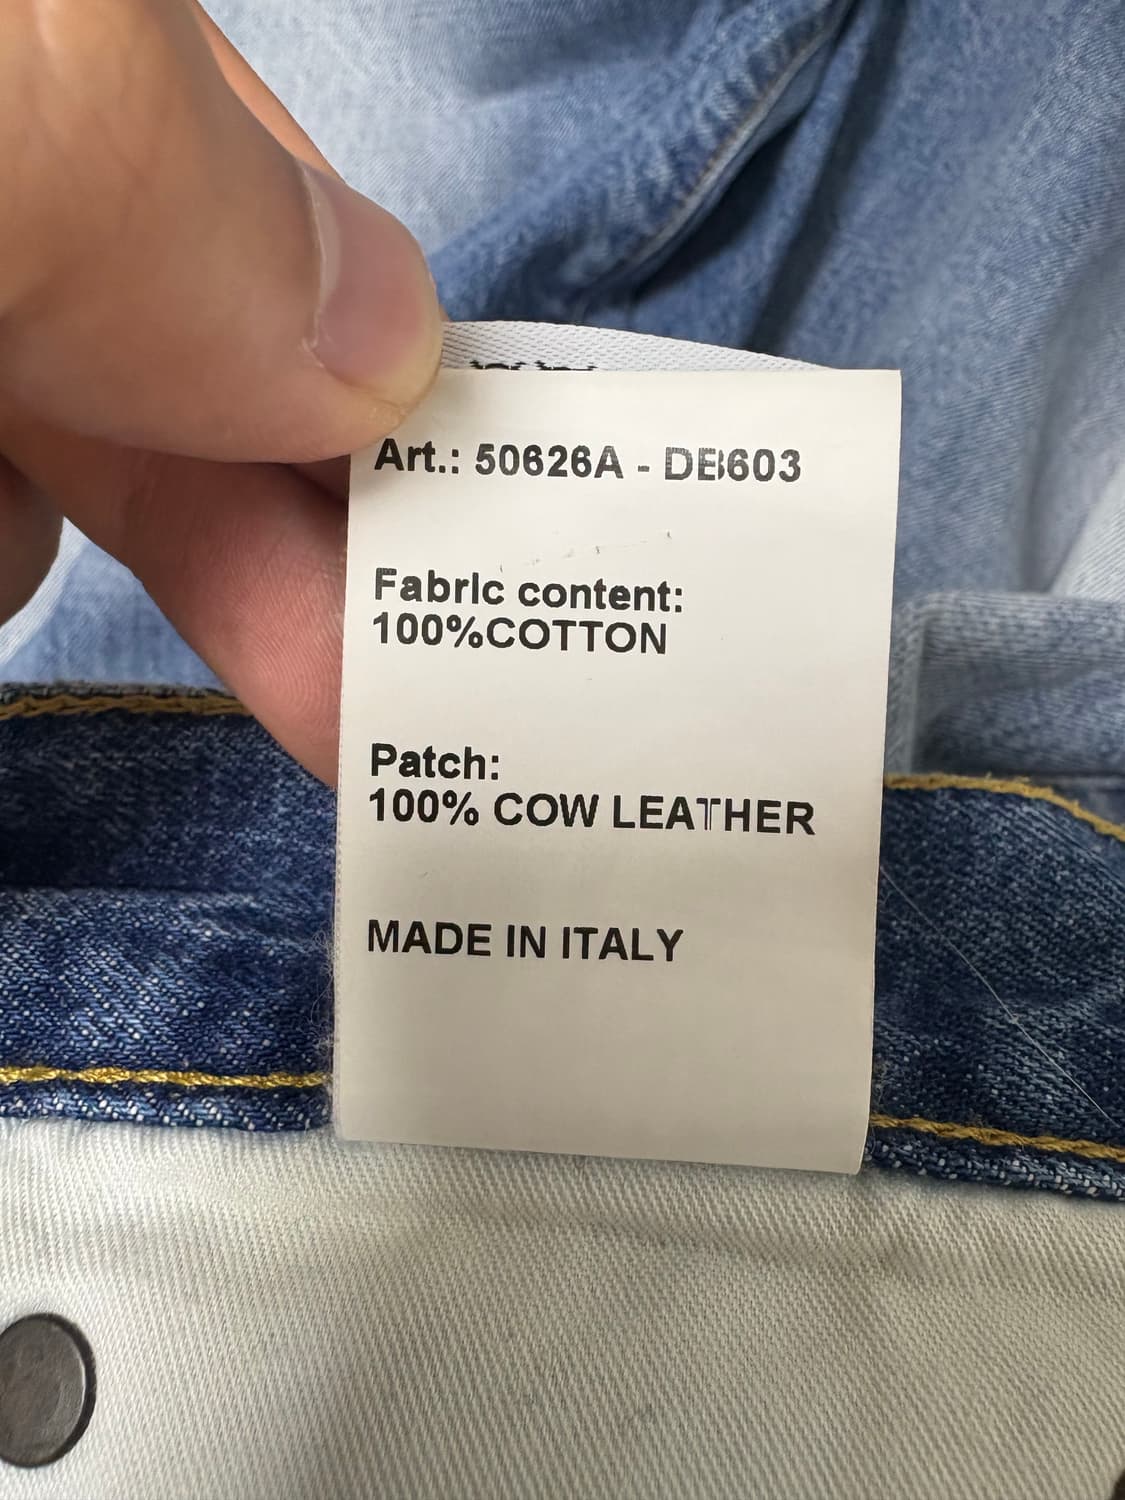 Art.: 50626A - DB603
Fabric content:
100%COTTON
Patch:
100% COW LEATHER
MADE IN ITALY